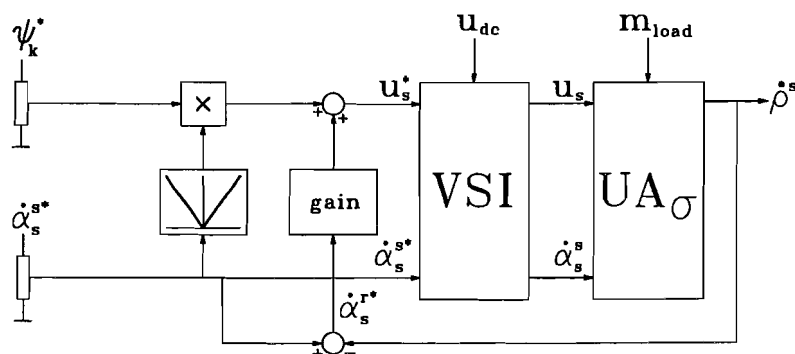 ψ_k^*
u_dc
m_load
×
+
+
u_s^*
u_s
ρ̇^s
VSI
UA_σ
gain
α̇_s^{s*}
α̇_s^{s*}
α̇_s^s
α̇_s^{r*}
+
−